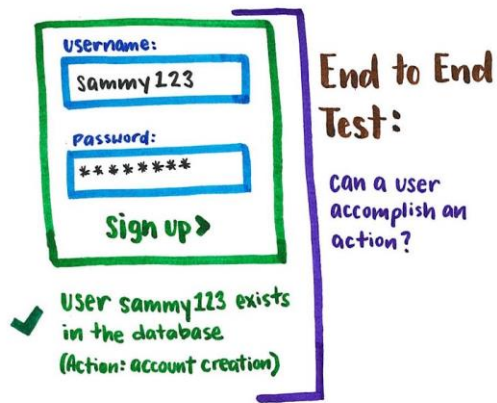 username:
sammy123
password:
********
Sign up >
User sammy123 exists
in the database
(Action: account creation)
End to End
Test:
can a user
accomplish an
action?